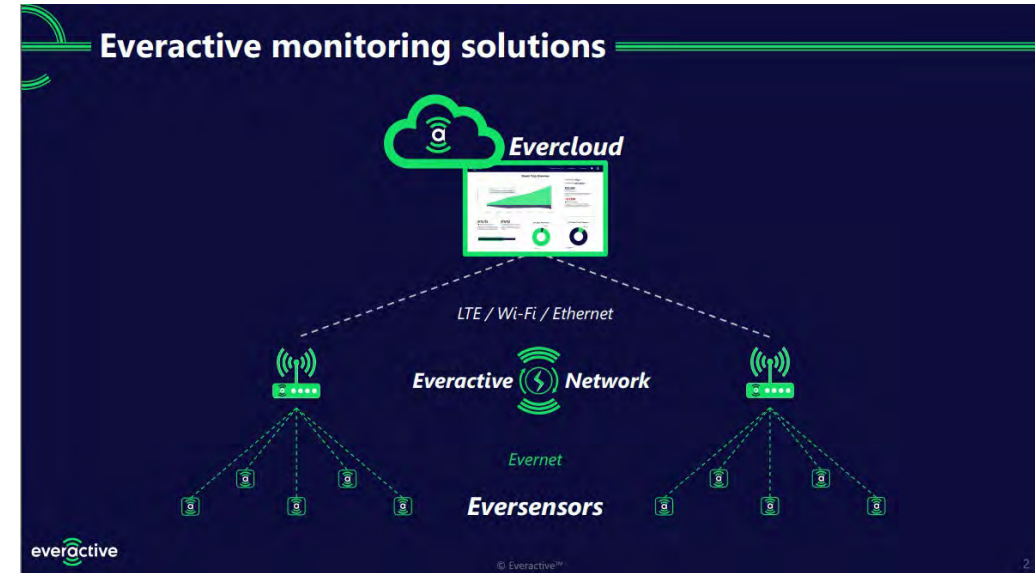 Everactive monitoring solutions
Evercloud
LTE / Wi-Fi / Ethernet
Everactive Network
Evernet
Eversensors
everactive
© Everactive™
2